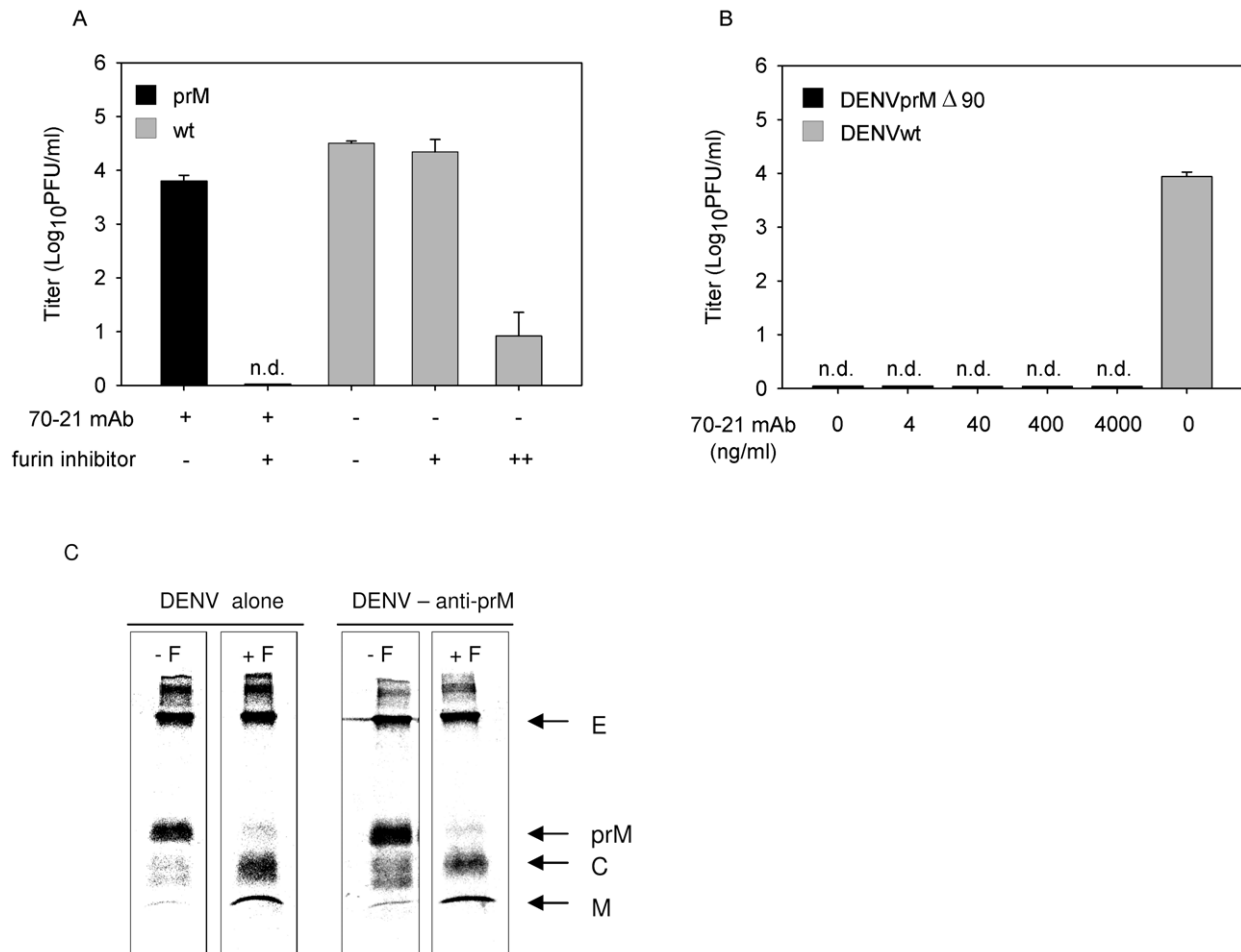 A
Titer (Log10PFU/ml)
6
5
4
3
2
1
0
prM
wt
n.d.
70-21 mAb + + - - -
furin inhibitor - + - + ++
B
Titer (Log10PFU/ml)
6
5
4
3
2
1
0
DENVprM Δ 90
DENVwt
n.d. n.d. n.d. n.d. n.d.
70-21 mAb 0 4 40 400 4000 0
(ng/ml)
C
DENV alone
DENV – anti-prM
- F + F - F + F
E
prM
C
M